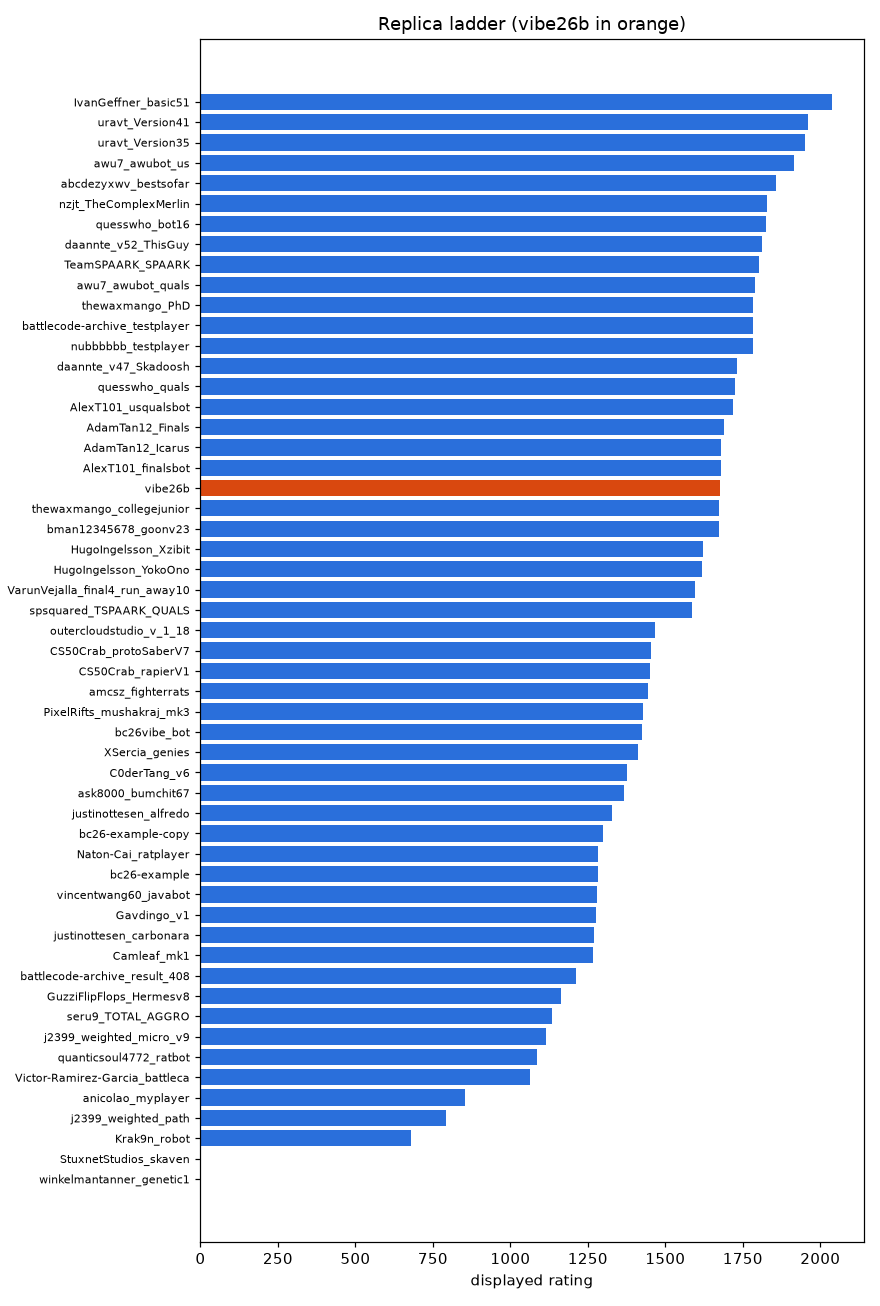 Replica ladder (vibe26b in orange)
IvanGeffner_basic51
uravt_Version41
uravt_Version35
awu7_awubot_us
abcdezyxwv_bestsofar
nzjt_TheComplexMerlin
quesswho_bot16
daannte_v52_ThisGuy
TeamSPAARK_SPAARK
awu7_awubot_quals
thewaxmango_PhD
battlecode-archive_testplayer
nubbbbbb_testplayer
daannte_v47_Skadoosh
quesswho_quals
AlexT101_usqualsbot
AdamTan12_Finals
AdamTan12_Icarus
AlexT101_finalsbot
vibe26b
thewaxmango_collegejunior
bman12345678_goonv23
HugoIngelsson_Xzibit
HugoIngelsson_YokoOno
VarunVejalla_final4_run_away10
spsquared_TSPAARK_QUALS
outercloudstudio_v_1_18
CS50Crab_protoSaberV7
CS50Crab_rapierV1
amcsz_fighterrats
PixelRifts_mushakraj_mk3
bc26vibe_bot
XSercia_genies
C0derTang_v6
ask8000_bumchit67
justinottesen_alfredo
bc26-example-copy
Naton-Cai_ratplayer
bc26-example
vincentwang60_javabot
Gavdingo_v1
justinottesen_carbonara
Camleaf_mk1
battlecode-archive_result_408
GuzziFlipFlops_Hermesv8
seru9_TOTAL_AGGRO
j2399_weighted_micro_v9
quanticsoul4772_ratbot
Victor-Ramirez-Garcia_battleca
anicolao_myplayer
j2399_weighted_path
Krak9n_robot
StuxnetStudios_skaven
winkelmantanner_genetic1
0 250 500 750 1000 1250 1500 1750 2000
displayed rating